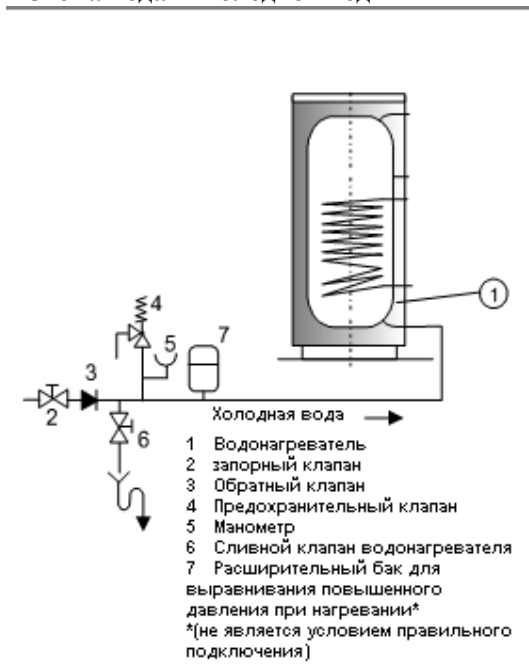 4
5
7
1
3
2
6
Холодная вода
1 Водонагреватель
2 запорный клапан
3 Обратный клапан
4 Предохранительный клапан
5 Манометр
6 Сливной клапан водонагревателя
7 Расширительный бак для
выравнивания повышенного
давления при нагревании*
*(не является условием правильного
подключения)